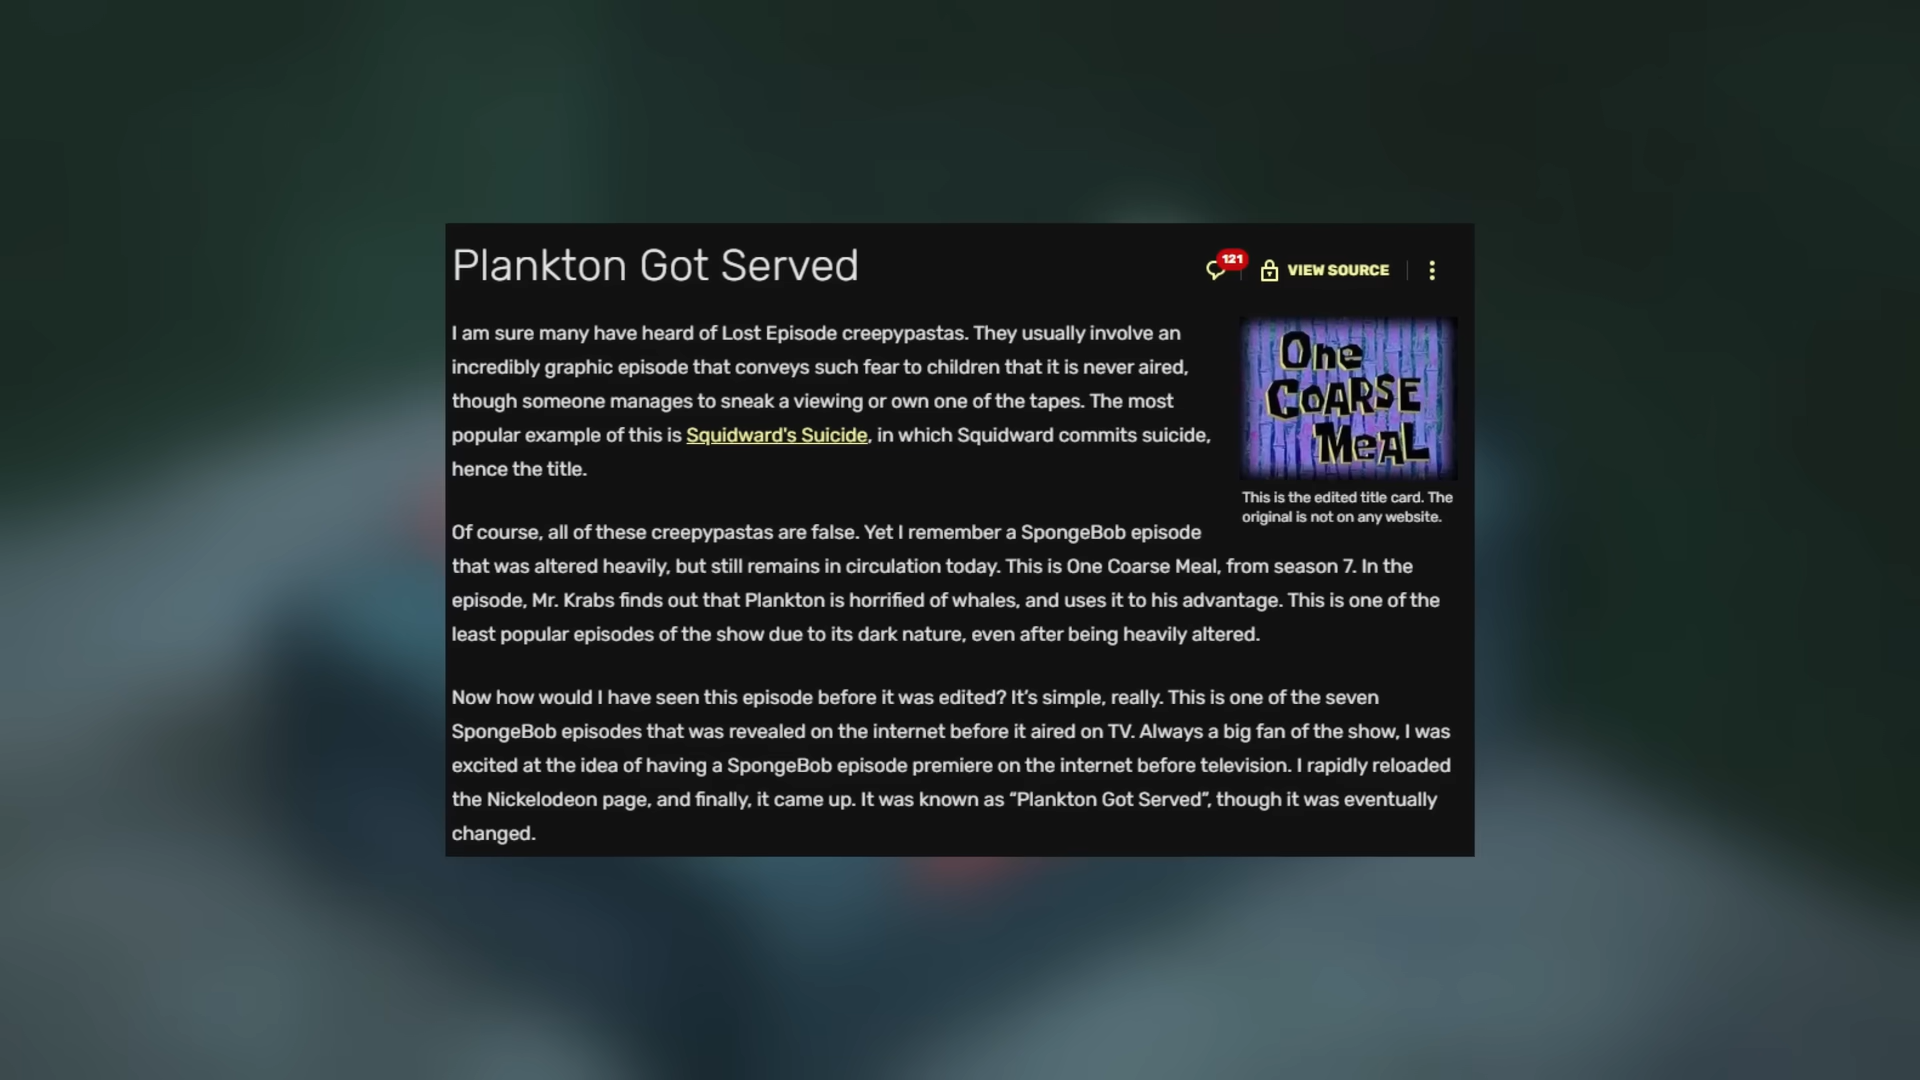 Plankton Got Served
121
VIEW SOURCE
I am sure many have heard of Lost Episode creepypastas. They usually involve an
incredibly graphic episode that conveys such fear to children that it is never aired,
though someone manages to sneak a viewing or own one of the tapes. The most
popular example of this is Squidward's Suicide, in which Squidward commits suicide,
hence the title.
One
COARSE
MEAL
This is the edited title card. The
original is not on any website.
Of course, all of these creepypastas are false. Yet I remember a SpongeBob episode
that was altered heavily, but still remains in circulation today. This is One Coarse Meal, from season 7. In the
episode, Mr. Krabs finds out that Plankton is horrified of whales, and uses it to his advantage. This is one of the
least popular episodes of the show due to its dark nature, even after being heavily altered.
Now how would I have seen this episode before it was edited? It’s simple, really. This is one of the seven
SpongeBob episodes that was revealed on the internet before it aired on TV. Always a big fan of the show, I was
excited at the idea of having a SpongeBob episode premiere on the internet before television. I rapidly reloaded
the Nickelodeon page, and finally, it came up. It was known as “Plankton Got Served”, though it was eventually
changed.